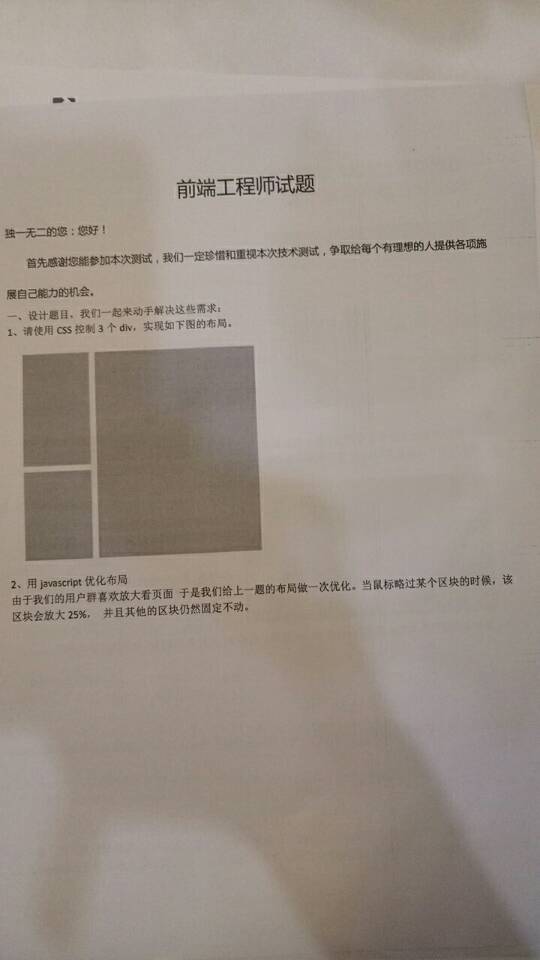 前端工程师试题
独一无二的您：您好！
首先感谢您能参加本次测试，我们一定珍惜和重视本次技术测试，争取给每个有理想的人提供各项施
展自己能力的机会。
一、设计题目，我们一起来动手解决这些需求：
1、请使用 CSS 控制 3 个 div，实现如下图的布局。
2、用 javascript 优化布局
由于我们的用户群喜欢放大看页面 于是我们给上一题的布局做一次优化。当鼠标略过某个区块的时候，该
区块会放大 25%， 并且其他的区块仍然固定不动。